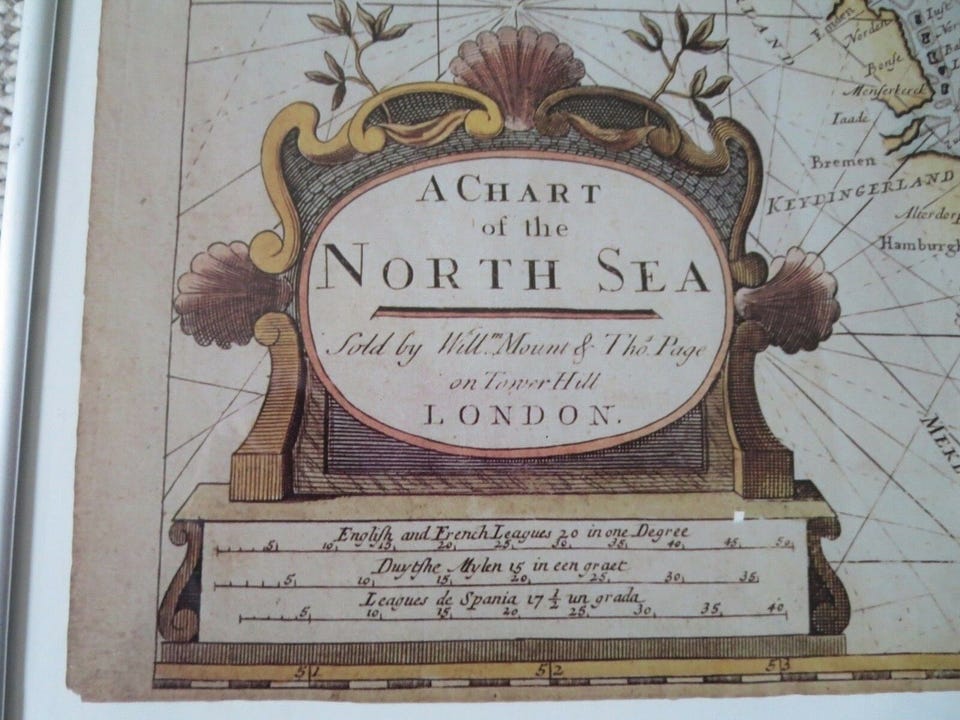 A CHART
of the
NORTH SEA
Sold by Will.m Mount & Tho.s Page
on Tower Hill
LONDON.
English and French Leagues 20 in one Degree
5 10 15 20 25 30 35 40 45 50
Duytshe Mylen 15 in een graet
5 10 15 20 25 30 35
Leagues de Spania 17 1/2 un grada
5 10 15 20 25 30 35 40
51 52 53
Emden
Norden
Bense
Menserkerck
Iaade
Bremen
KEYDINGERLAND
Hamburgh